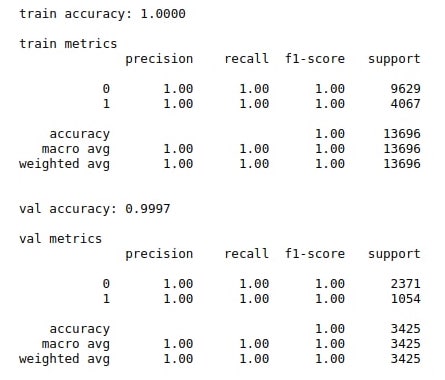 train accuracy: 1.0000
train metrics
precision recall f1-score support
0 1.00 1.00 1.00 9629
1 1.00 1.00 1.00 4067
accuracy 1.00 13696
macro avg 1.00 1.00 1.00 13696
weighted avg 1.00 1.00 1.00 13696
val accuracy: 0.9997
val metrics
precision recall f1-score support
0 1.00 1.00 1.00 2371
1 1.00 1.00 1.00 1054
accuracy 1.00 3425
macro avg 1.00 1.00 1.00 3425
weighted avg 1.00 1.00 1.00 3425